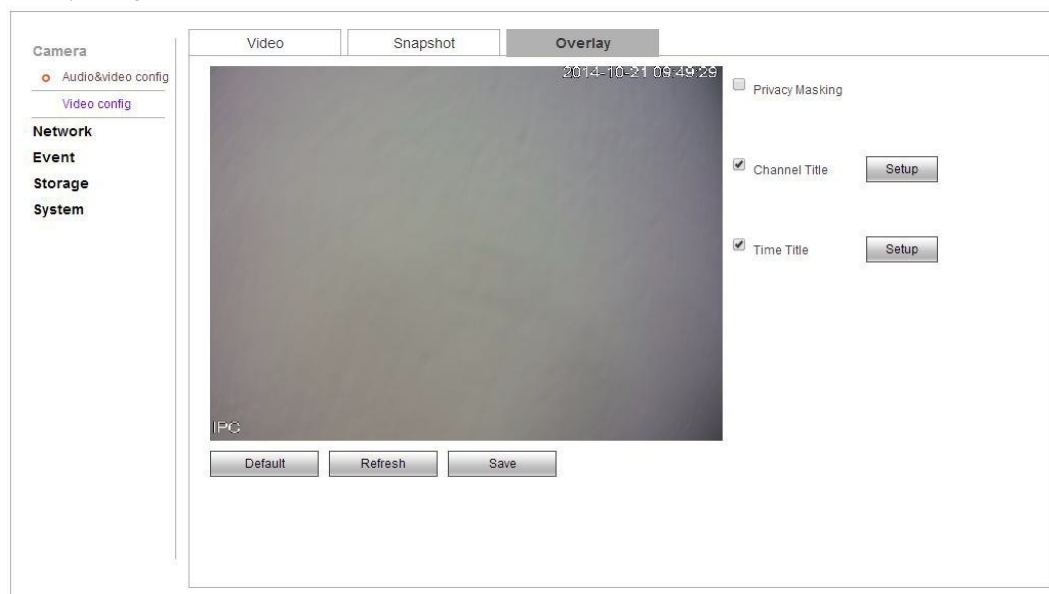 Camera
Audio&video config
Video config
Network
Event
Storage
System
Video
Snapshot
Overlay
2014-10-21 09:49:29
IPC
Privacy Masking
Channel Title
Setup
Time Title
Setup
Default
Refresh
Save